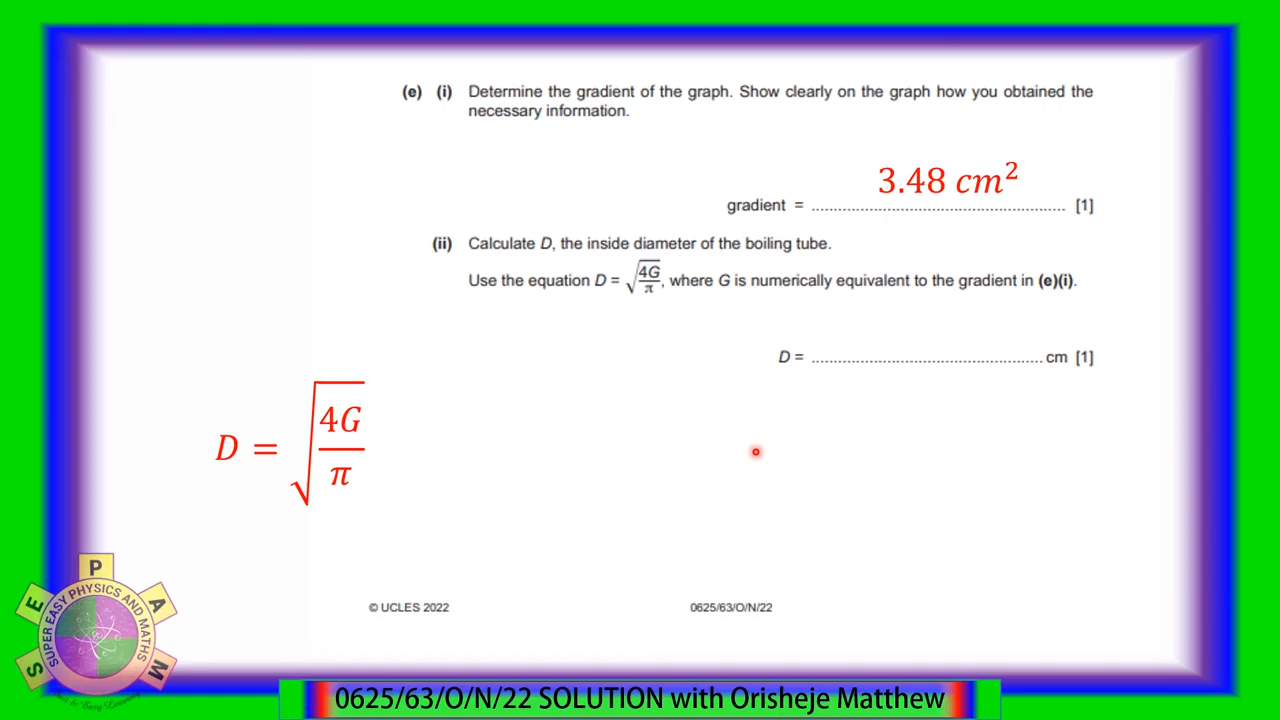 (e) (i) Determine the gradient of the graph. Show clearly on the graph how you obtained the
necessary information.
3.48 cm²
gradient = ............................................................ [1]
(ii) Calculate D, the inside diameter of the boiling tube.
Use the equation D = √(4G/π), where G is numerically equivalent to the gradient in (e)(i).
D = ...................................................... cm [1]
D = √(4G/π)
S E P A M
SUPER EASY PHYSICS AND MATHS
© UCLES 2022
0625/63/O/N/22
0625/63/O/N/22 SOLUTION with Orisheje Matthew